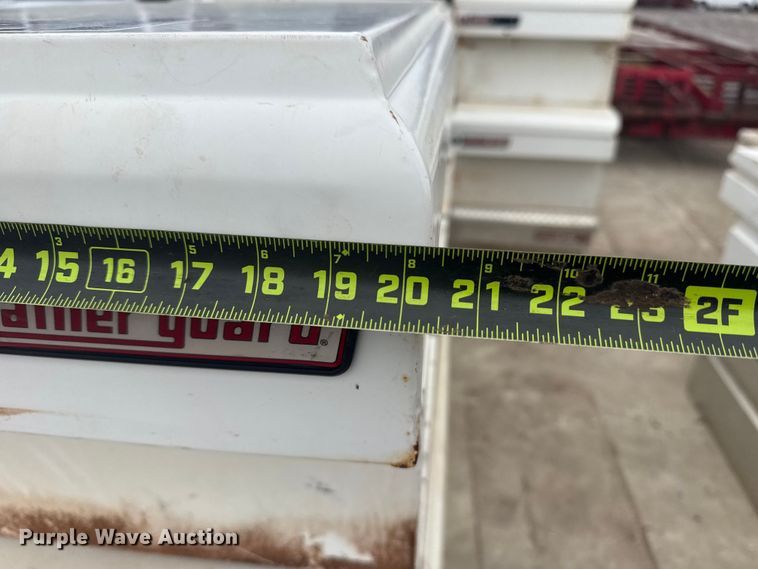 3 5 6 7 8 9 10 11
4 15 16 17 18 19 20 21 22 23 2F
guard®
Purple Wave Auction